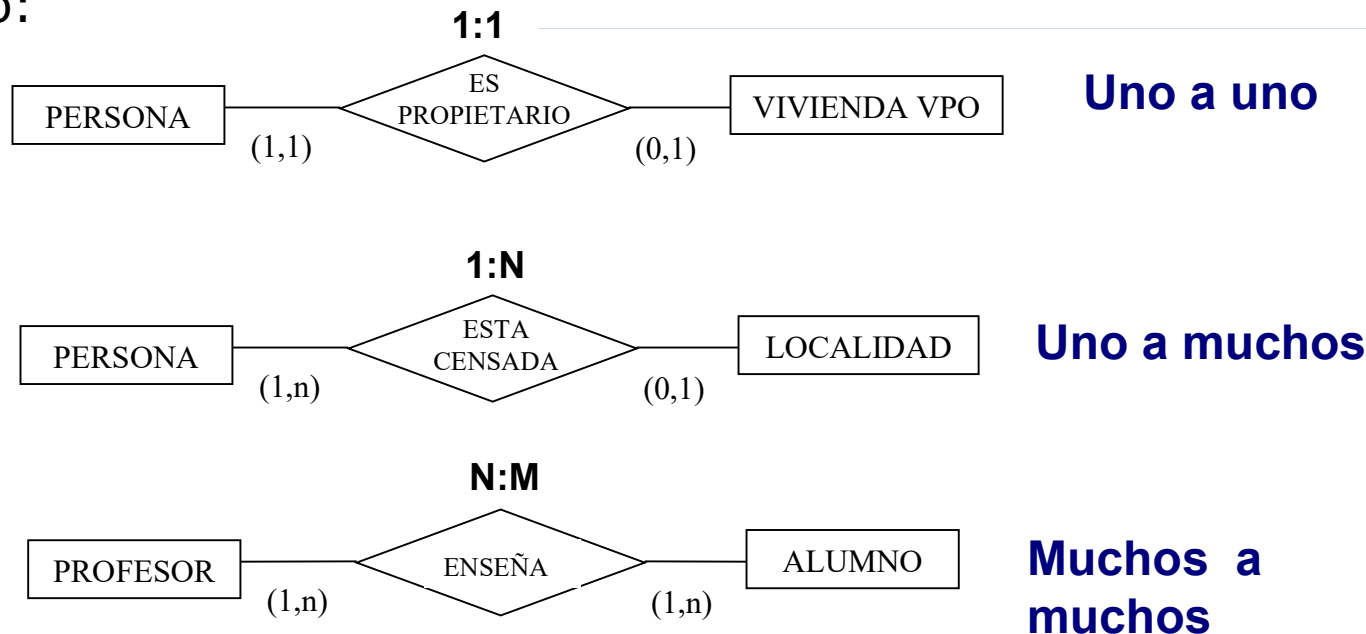 o:
1:1
PERSONA
ES
PROPIETARIO
VIVIENDA VPO
Uno a uno
(1,1)
(0,1)
1:N
PERSONA
ESTA
CENSADA
LOCALIDAD
Uno a muchos
(1,n)
(0,1)
N:M
PROFESOR
ENSEÑA
ALUMNO
Muchos a
muchos
(1,n)
(1,n)